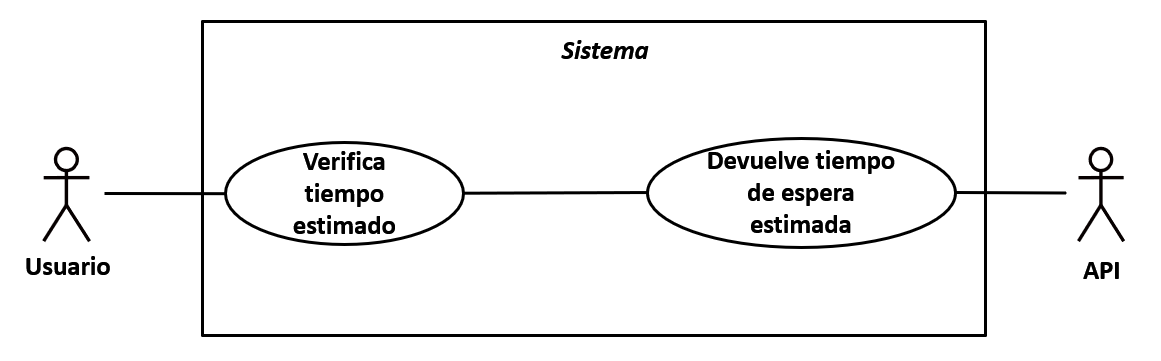 Sistema
Verifica
tiempo
estimado
Devuelve tiempo
de espera
estimada
Usuario
API